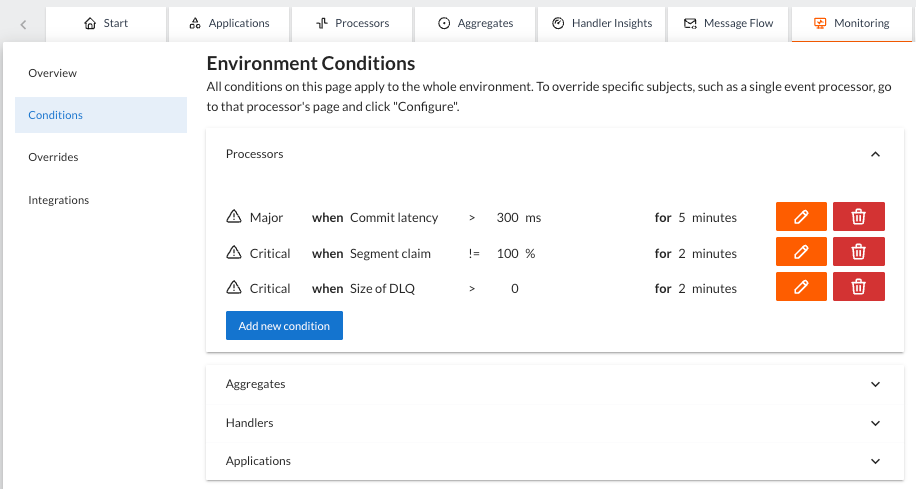 Start Applications Processors Aggregates Handler Insights Message Flow Monitoring
Overview
Conditions
Overrides
Integrations
Environment Conditions
All conditions on this page apply to the whole environment. To override specific subjects, such as a single event processor, go
to that processor's page and click "Configure".
Processors
Major when Commit latency > 300 ms for 5 minutes
Critical when Segment claim != 100 % for 2 minutes
Critical when Size of DLQ > 0 for 2 minutes
Add new condition
Aggregates
Handlers
Applications